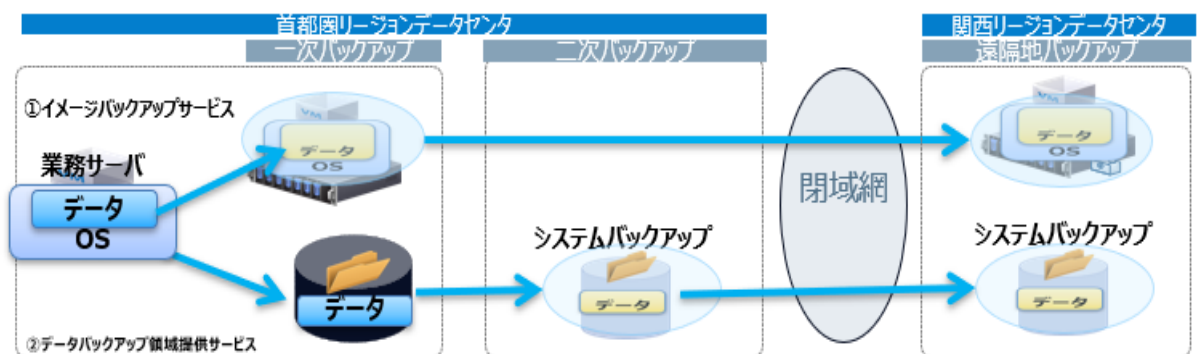 首都圏リージョンデータセンタ
関西リージョンデータセンタ
一次バックアップ
二次バックアップ
遠隔地バックアップ
①イメージバックアップサービス
VM
データ
OS
VM
データ
OS
業務サーバ
データ
OS
閉域網
システムバックアップ
データ
システムバックアップ
データ
データ
②データバックアップ領域提供サービス